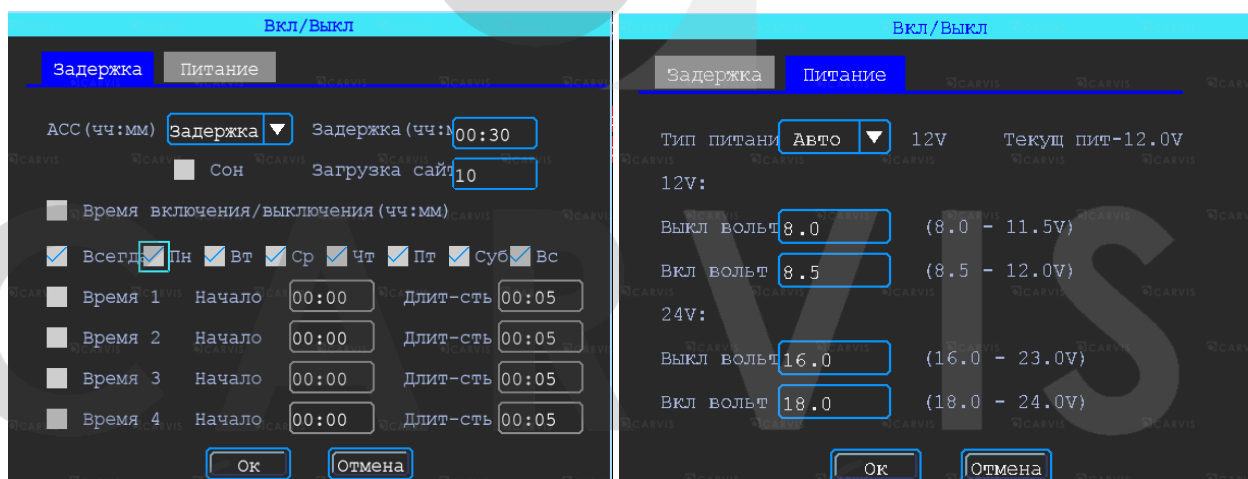 Вкл/Выкл
Задержка Питание
ACC(чч:мм) Задержка Задержка(чч:м 00:30
Сон Загрузка сайт 10
Время включения/выключения(чч:мм)
Всегда Пн Вт Ср Чт Пт Суб Вс
Время 1 Начало 00:00 Длит-сть 00:05
Время 2 Начало 00:00 Длит-сть 00:05
Время 3 Начало 00:00 Длит-сть 00:05
Время 4 Начало 00:00 Длит-сть 00:05
Ок Отмена
Вкл/Выкл
Задержка Питание
Тип питани Авто 12V Текущ пит-12.0V
12V:
Выкл вольт 8.0 (8.0 - 11.5V)
Вкл вольт 8.5 (8.5 - 12.0V)
24V:
Выкл вольт 16.0 (16.0 - 23.0V)
Вкл вольт 18.0 (18.0 - 24.0V)
Ок Отмена
CARVIS